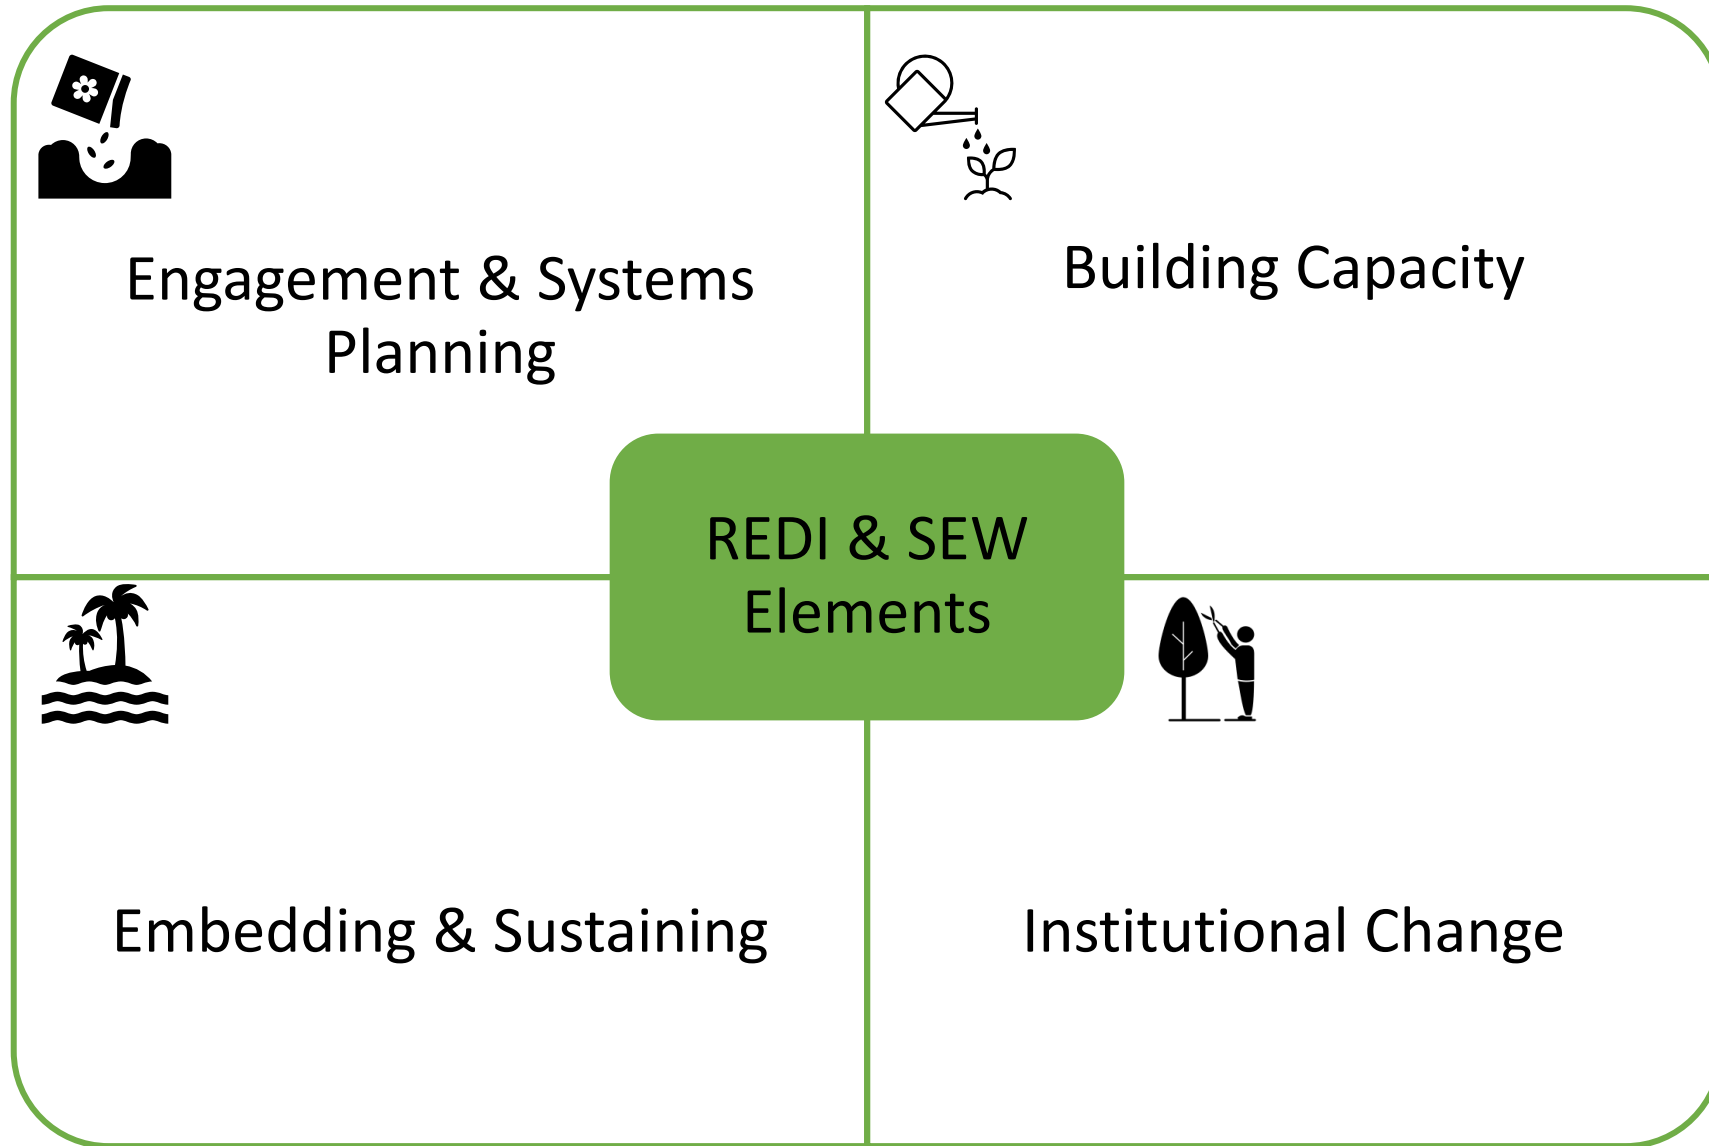 Engagement & Systems
Planning
Building Capacity
REDI & SEW
Elements
Embedding & Sustaining
Institutional Change